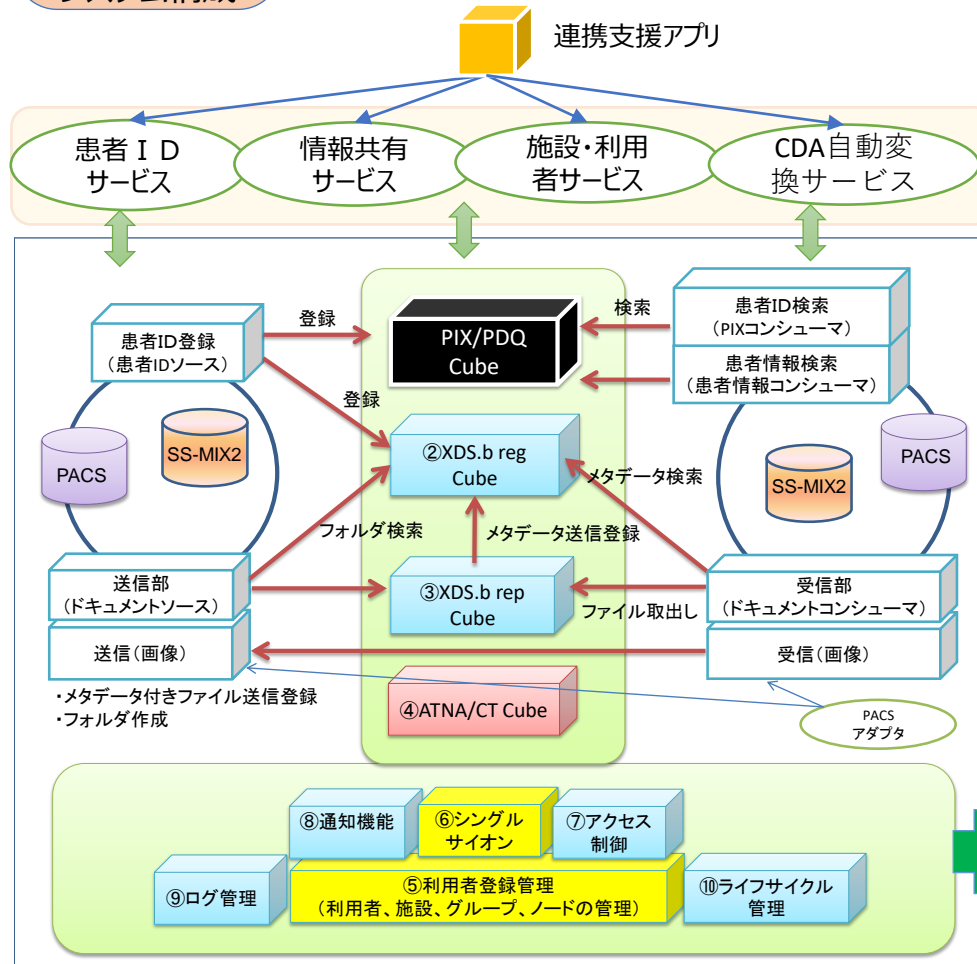 連携支援アプリ
患者ＩＤ
サービス
情報共有
サービス
施設・利用
者サービス
CDA自動変
換サービス
登録
検索
患者ID登録
(患者IDソース)
PIX/PDQ
Cube
患者ID検索
(PIXコンシューマ)
患者情報検索
(患者情報コンシューマ)
登録
PACS
SS-MIX2
②XDS.b reg
Cube
メタデータ検索
SS-MIX2
PACS
フォルダ検索
メタデータ送信登録
送信部
(ドキュメントソース)
③XDS.b rep
Cube
ファイル取出し
受信部
(ドキュメントコンシューマ)
送信(画像)
受信(画像)
・メタデータ付きファイル送信登録
・フォルダ作成
④ATNA/CT Cube
PACS
アダプタ
⑧通知機能
⑥シングル
サイオン
⑦アクセス
制御
⑨ログ管理
⑤利用者登録管理
(利用者、施設、グループ、ノードの管理)
⑩ライフサイクル
管理